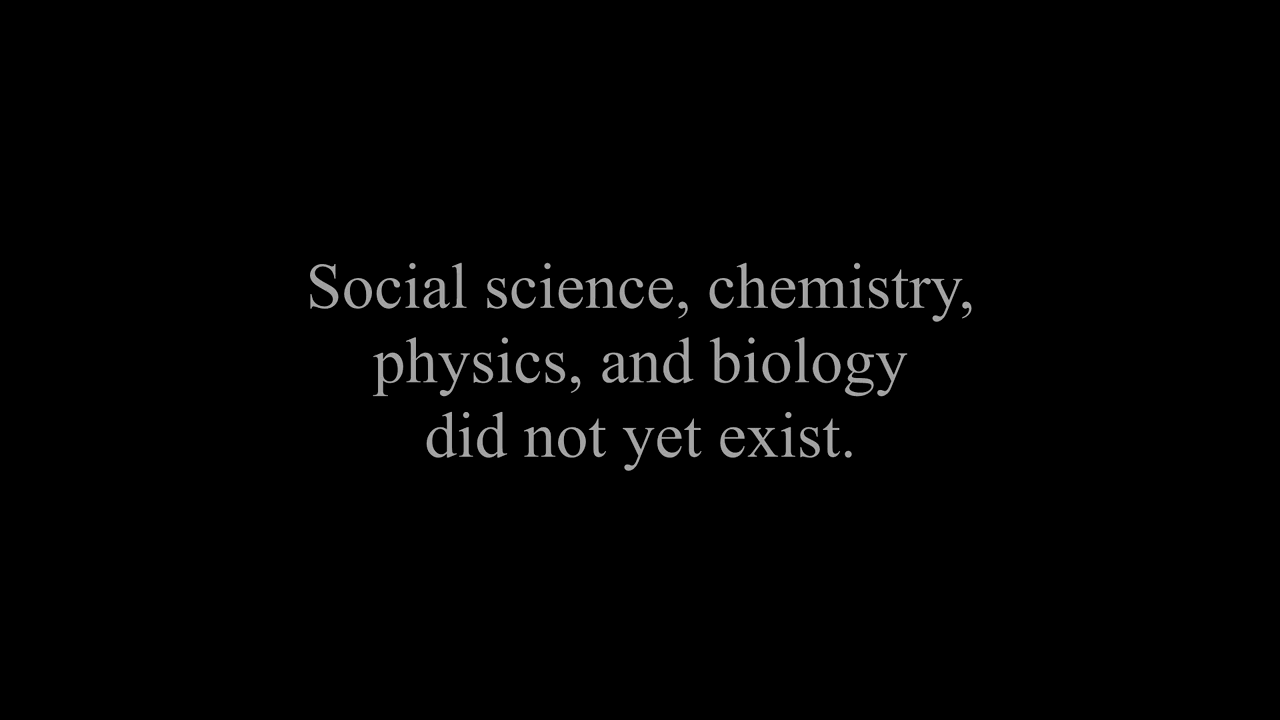 Social science, chemistry,
physics, and biology
did not yet exist.